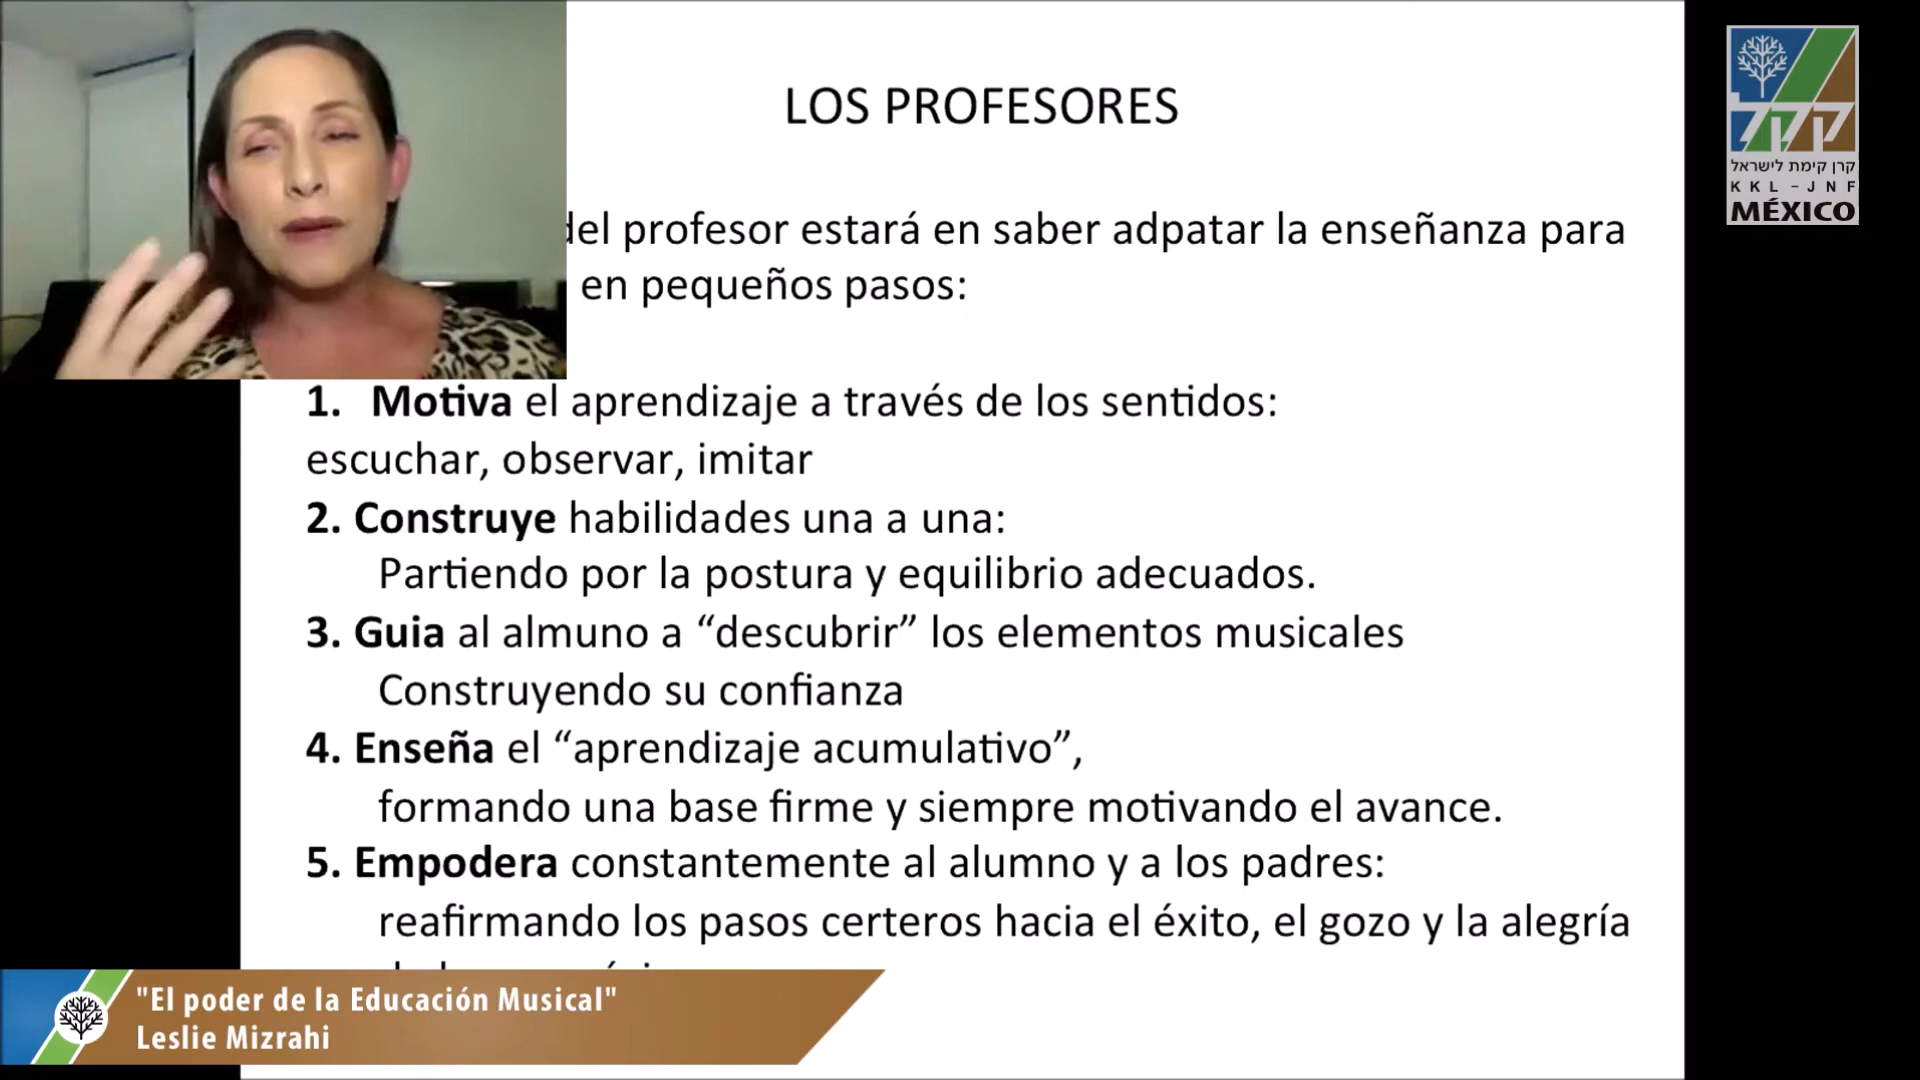 LOS PROFESORES
del profesor estará en saber adpatar la enseñanza para
en pequeños pasos:
1. Motiva el aprendizaje a través de los sentidos:
escuchar, observar, imitar
2. Construye habilidades una a una:
Partiendo por la postura y equilibrio adecuados.
3. Guia al almuno a “descubrir” los elementos musicales
Construyendo su confianza
4. Enseña el “aprendizaje acumulativo”,
formando una base firme y siempre motivando el avance.
5. Empodera constantemente al alumno y a los padres:
reafirmando los pasos certeros hacia el éxito, el gozo y la alegría
"El poder de la Educación Musical"
Leslie Mizrahi
קקל
קרן קימת לישראל
KKL-JNF
MÉXICO